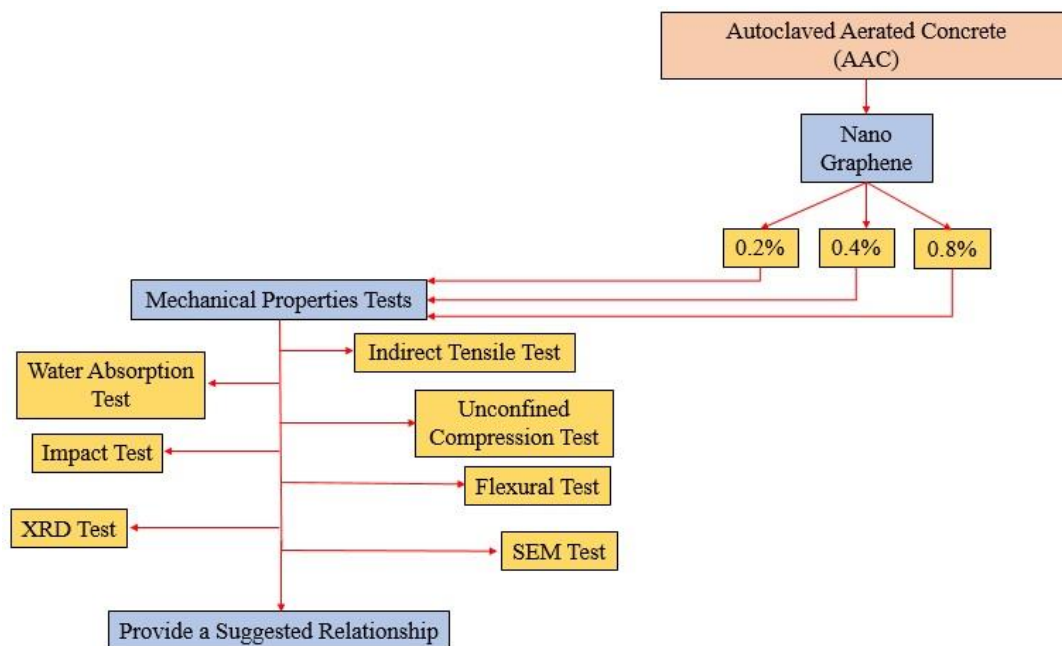 Autoclaved Aerated Concrete
(AAC)
Nano
Graphene
0.2%
0.4%
0.8%
Mechanical Properties Tests
Indirect Tensile Test
Water Absorption
Test
Unconfined
Compression Test
Impact Test
Flexural Test
XRD Test
SEM Test
Provide a Suggested Relationship